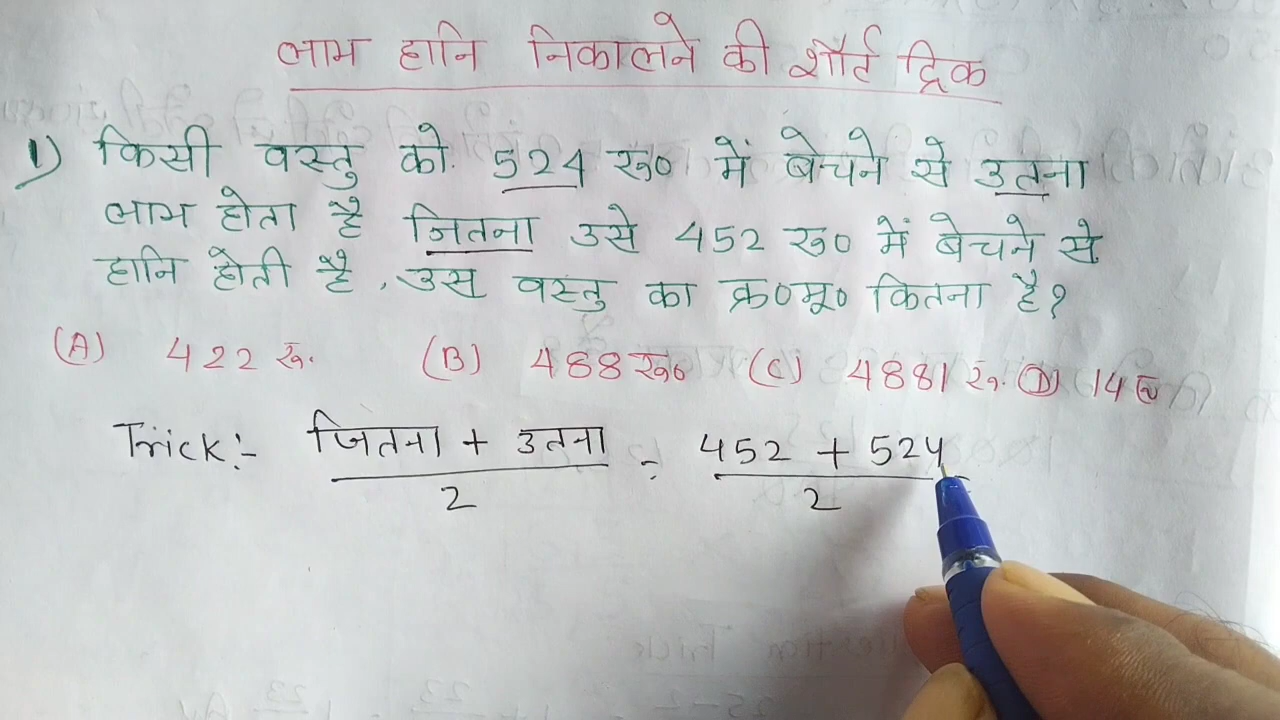 लाभ हानि निकालने की शॉर्ट ट्रिक
1) किसी वस्तु को 524 रू० में बेचने से उतना
लाभ होता है जितना उसे 452 रू० में बेचने से
हानि होती है, उस वस्तु का क्र०मू० कितना है?
(A) 422 रु. (B) 488 रू० (C) 4881 रु. (D) 14
Trick:- जितना + उतना / 2 = 452 + 524 / 2 =